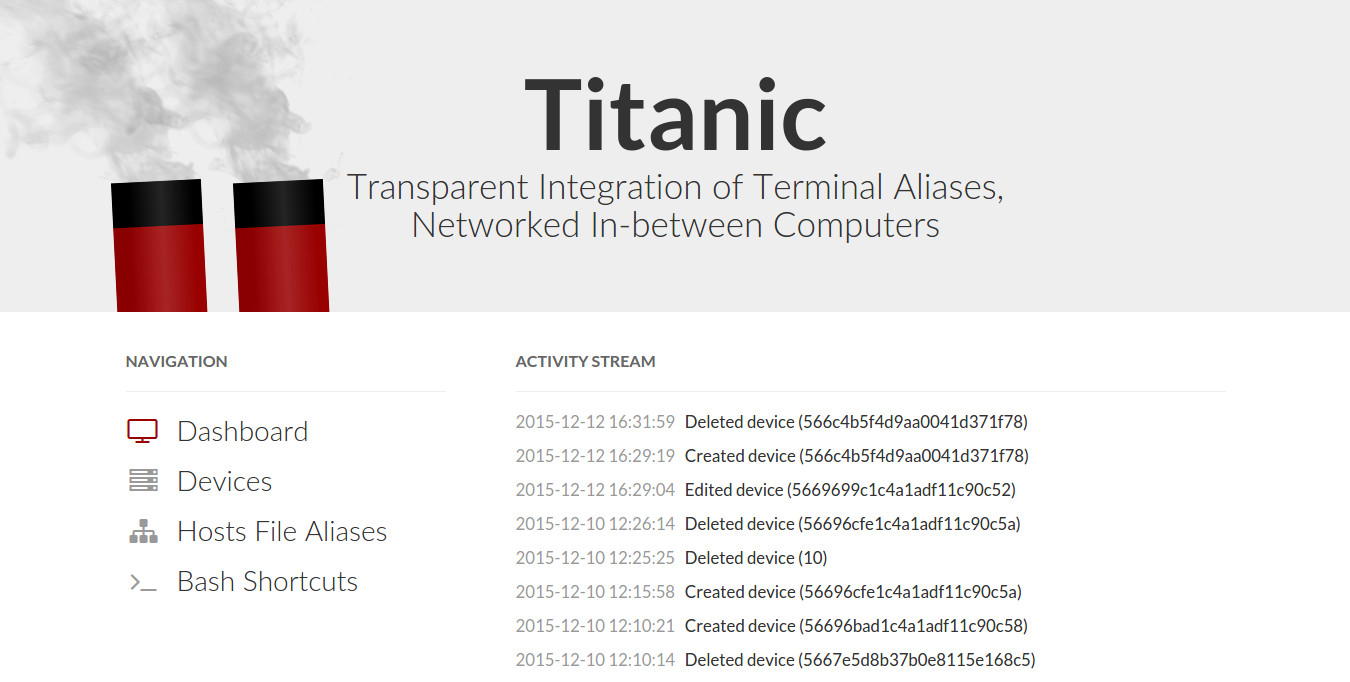 Titanic
Transparent Integration of Terminal Aliases,
Networked In-between Computers
NAVIGATION
Dashboard
Devices
Hosts File Aliases
Bash Shortcuts
ACTIVITY STREAM
2015-12-12 16:31:59 Deleted device (566c4b5f4d9aa0041d371f78)
2015-12-12 16:29:19 Created device (566c4b5f4d9aa0041d371f78)
2015-12-12 16:29:04 Edited device (5669699c1c4a1adf11c90c52)
2015-12-10 12:26:14 Deleted device (56696cfe1c4a1adf11c90c5a)
2015-12-10 12:25:25 Deleted device (10)
2015-12-10 12:15:58 Created device (56696cfe1c4a1adf11c90c5a)
2015-12-10 12:10:21 Created device (56696bad1c4a1adf11c90c58)
2015-12-10 12:10:14 Deleted device (5667e5d8b37b0e8115e168c5)